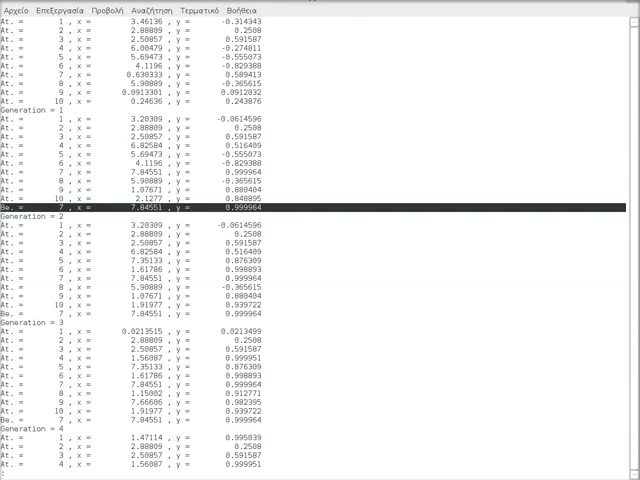 Αρχείο Επεξεργασία Προβολή Αναζήτηση Τερματικό Βοήθεια
At. = 1 , x = 3.46136 , y = -0.314343
At. = 2 , x = 2.88809 , y = 0.2508
At. = 3 , x = 2.50857 , y = 0.591587
At. = 4 , x = 6.00479 , y = -0.274811
At. = 5 , x = 5.69473 , y = -0.555073
At. = 6 , x = 4.1196 , y = -0.829388
At. = 7 , x = 0.630333 , y = 0.589413
At. = 8 , x = 5.90889 , y = -0.365615
At. = 9 , x = 0.0913301 , y = 0.0912032
At. = 10 , x = 0.24636 , y = 0.243876
Generation = 1
At. = 1 , x = 3.20309 , y = -0.0614596
At. = 2 , x = 2.88809 , y = 0.2508
At. = 3 , x = 2.50857 , y = 0.591587
At. = 4 , x = 6.82584 , y = 0.516409
At. = 5 , x = 5.69473 , y = -0.555073
At. = 6 , x = 4.1196 , y = -0.829388
At. = 7 , x = 7.84551 , y = 0.999964
At. = 8 , x = 5.90889 , y = -0.365615
At. = 9 , x = 1.07671 , y = 0.880404
At. = 10 , x = 2.1277 , y = 0.848895
Be. = 7 , x = 7.84551 , y = 0.999964
Generation = 2
At. = 1 , x = 3.20309 , y = -0.0614596
At. = 2 , x = 2.88809 , y = 0.2508
At. = 3 , x = 2.50857 , y = 0.591587
At. = 4 , x = 6.82584 , y = 0.516409
At. = 5 , x = 7.35133 , y = 0.876309
At. = 6 , x = 1.61786 , y = 0.998893
At. = 7 , x = 7.84551 , y = 0.999964
At. = 8 , x = 5.90889 , y = -0.365615
At. = 9 , x = 1.07671 , y = 0.880404
At. = 10 , x = 1.91977 , y = 0.939722
Be. = 7 , x = 7.84551 , y = 0.999964
Generation = 3
At. = 1 , x = 0.0213515 , y = 0.0213499
At. = 2 , x = 2.88809 , y = 0.2508
At. = 3 , x = 2.50857 , y = 0.591587
At. = 4 , x = 1.56087 , y = 0.999951
At. = 5 , x = 7.35133 , y = 0.876309
At. = 6 , x = 1.61786 , y = 0.998893
At. = 7 , x = 7.84551 , y = 0.999964
At. = 8 , x = 1.15002 , y = 0.912771
At. = 9 , x = 7.66606 , y = 0.982395
At. = 10 , x = 1.91977 , y = 0.939722
Be. = 7 , x = 7.84551 , y = 0.999964
Generation = 4
At. = 1 , x = 1.47114 , y = 0.995039
At. = 2 , x = 2.88809 , y = 0.2508
At. = 3 , x = 2.50857 , y = 0.591587
At. = 4 , x = 1.56087 , y = 0.999951
: